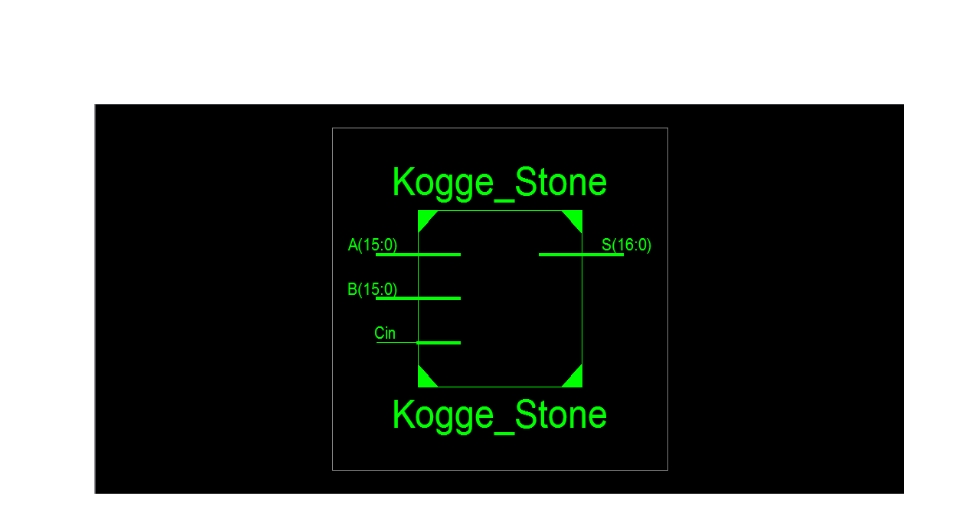 Kogge_Stone
A(15:0)
S(16:0)
B(15:0)
Cin
Kogge_Stone